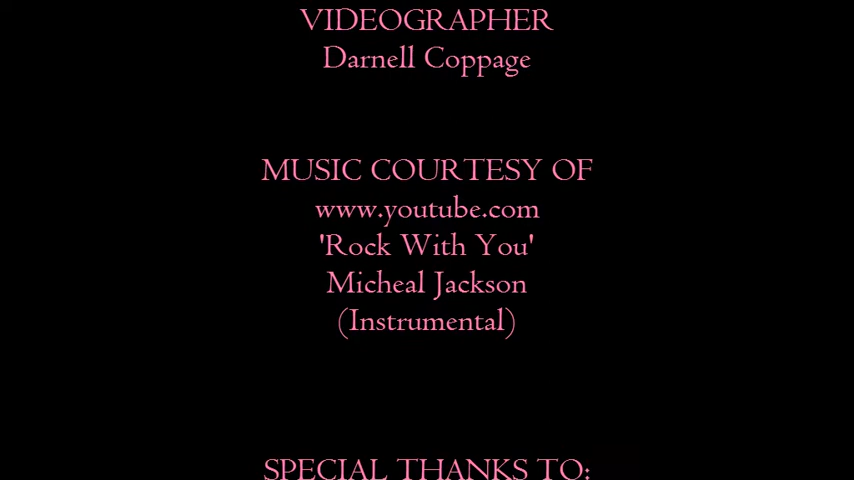 VIDEOGRAPHER
Darnell Coppage
MUSIC COURTESY OF
www.youtube.com
'Rock With You'
Micheal Jackson
(Instrumental)
SPECIAL THANKS TO: